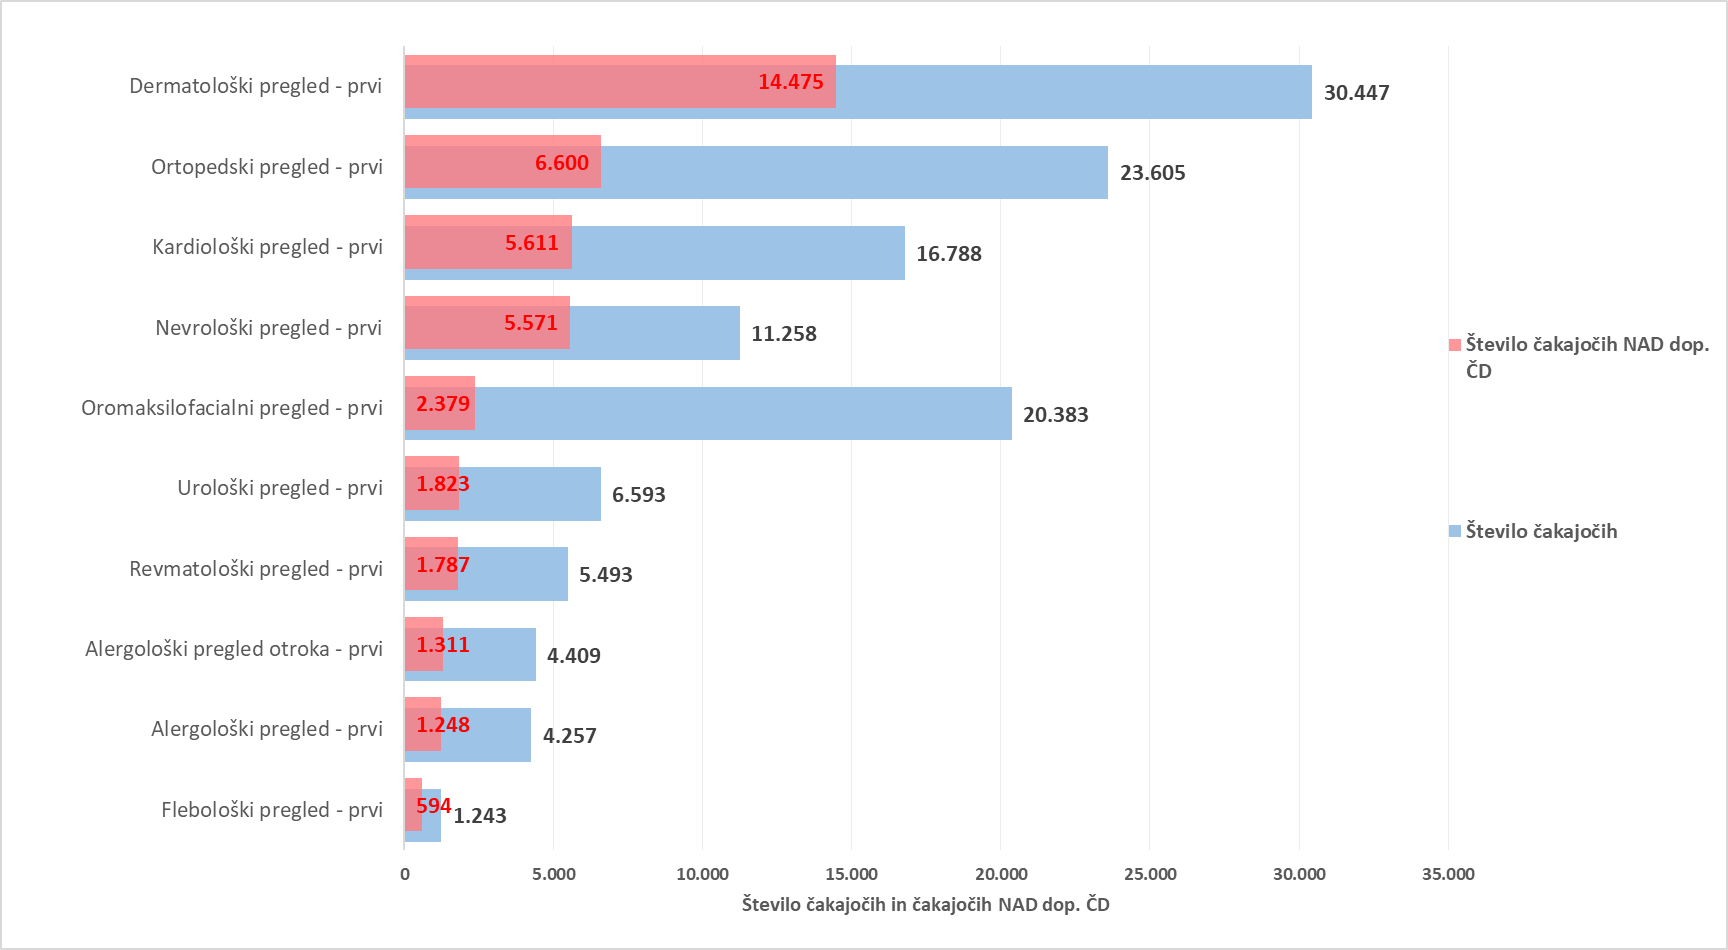 Dermatološki pregled - prvi
14.475
30.447
Ortopedski pregled - prvi
6.600
23.605
Kardiološki pregled - prvi
5.611
16.788
Nevrološki pregled - prvi
5.571
11.258
Oromaksilofacialni pregled - prvi
2.379
20.383
Urološki pregled - prvi
1.823
6.593
Revmatološki pregled - prvi
1.787
5.493
Alergološki pregled otroka - prvi
1.311
4.409
Alergološki pregled - prvi
1.248
4.257
Flebološki pregled - prvi
594
1.243
0 5.000 10.000 15.000 20.000 25.000 30.000 35.000
Število čakajočih in čakajočih NAD dop. ČD
Število čakajočih NAD dop.
ČD
Število čakajočih